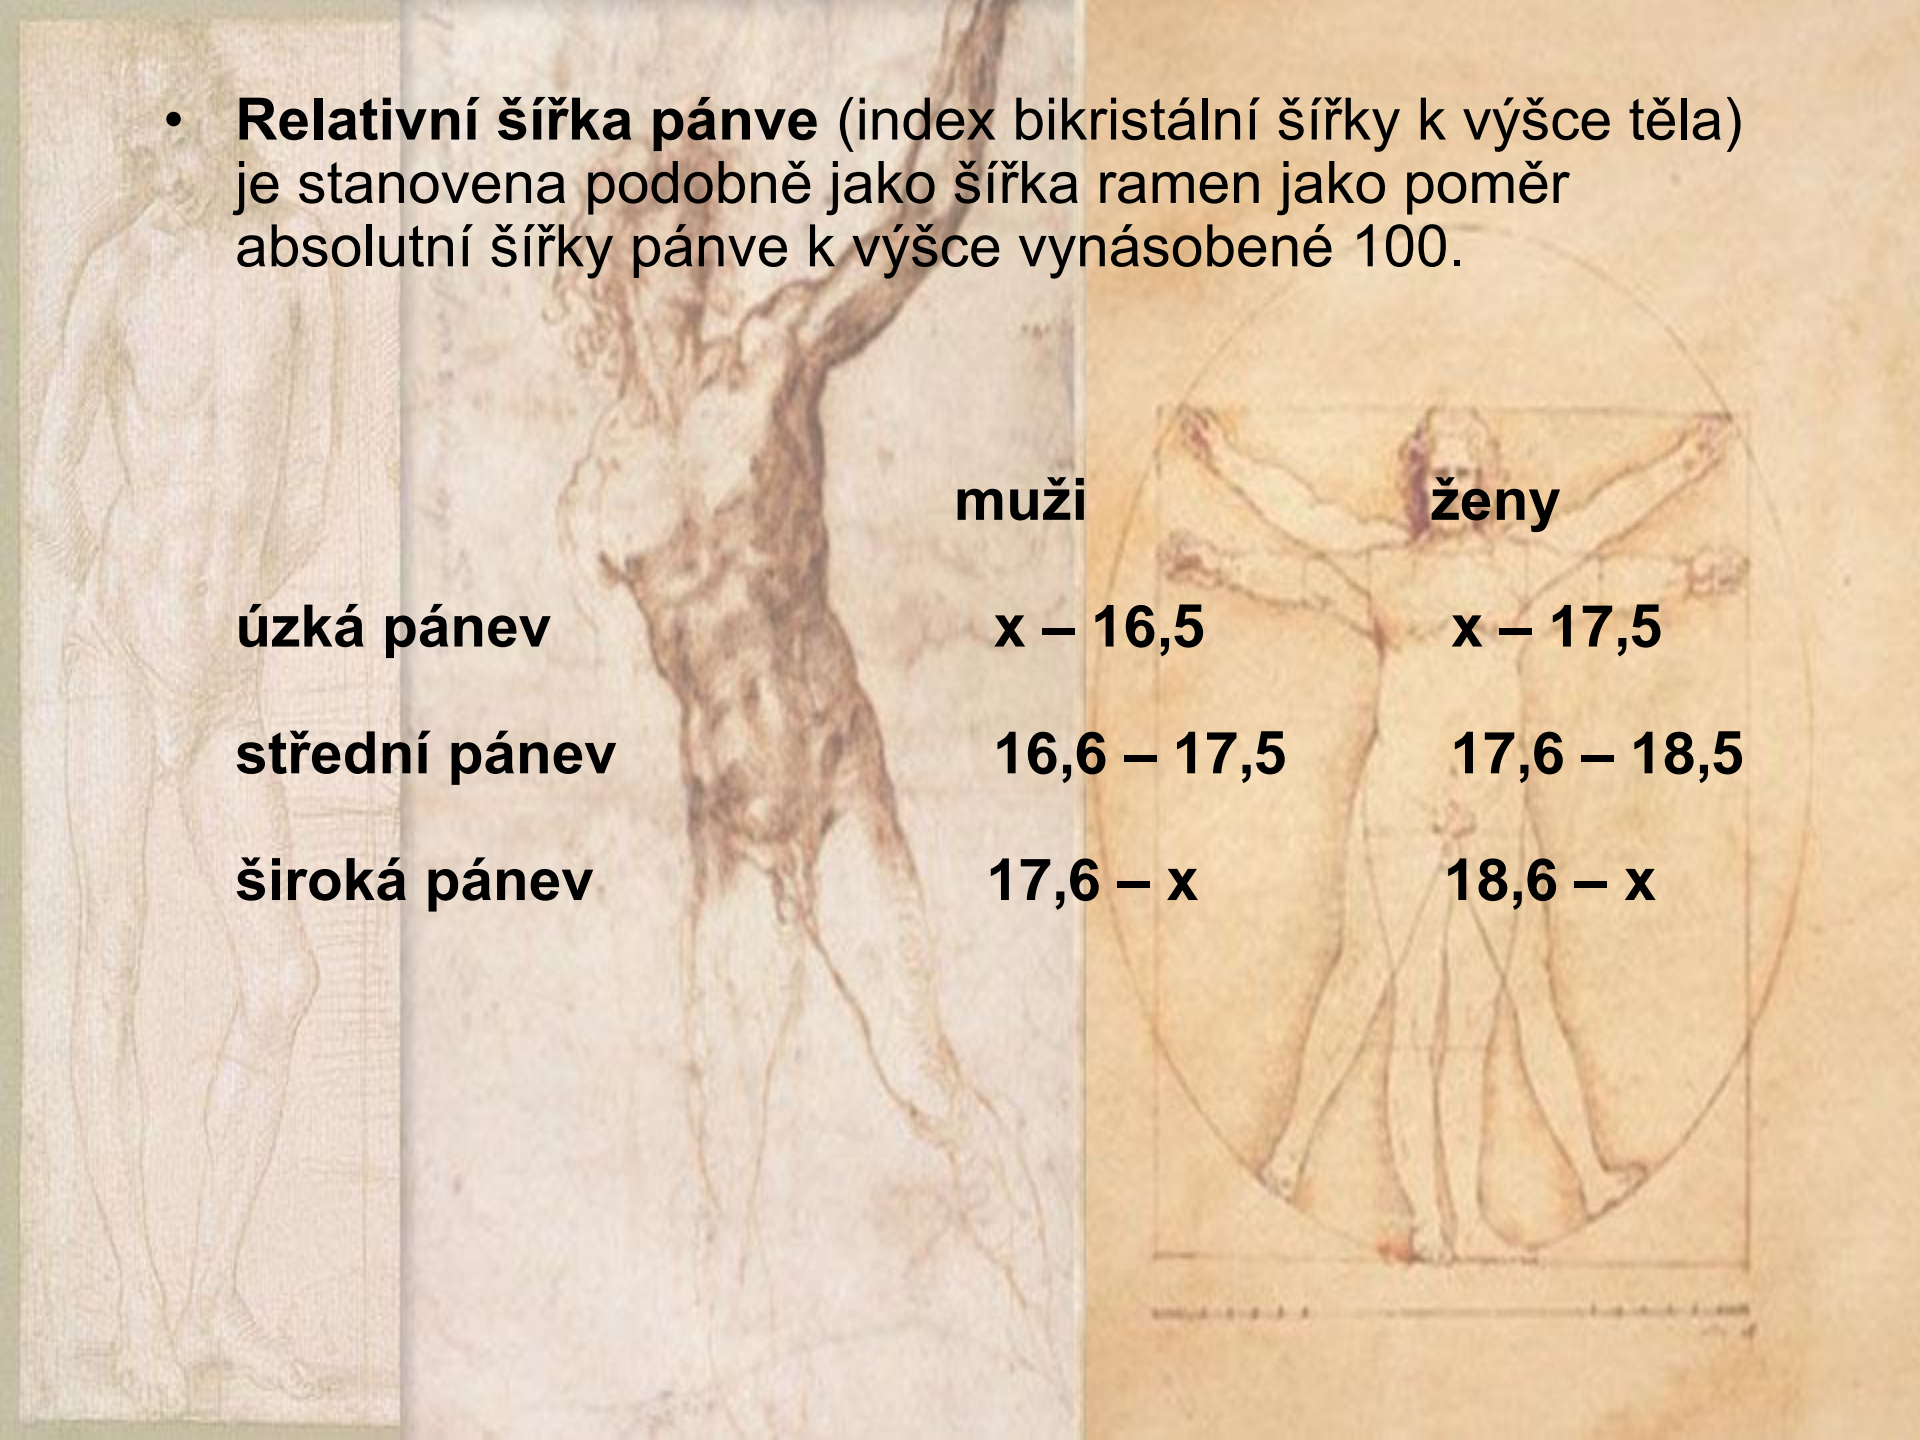 • Relativní šířka pánve (index bikristální šířky k výšce těla)
je stanovena podobně jako šířka ramen jako poměr
absolutní šířky pánve k výšce vynásobené 100.
muži ženy
úzká pánev x – 16,5 x – 17,5
střední pánev 16,6 – 17,5 17,6 – 18,5
široká pánev 17,6 – x 18,6 – x